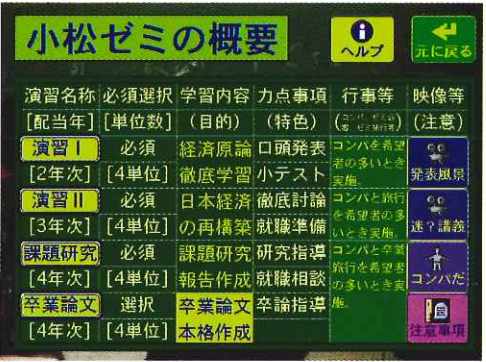 小松ゼミの概要
ヘルプ
元に戻る
演習名称 必須選択 学習内容 力点事項 行事等 映像等
[配当年] [単位数] (目的) (特色) (注意)
演習Ⅰ 必須 経済原論 口頭発表 コンパを希望者の多いとき実施。 発表風景
[2年次] [4単位] 徹底学習 小テスト
演習Ⅱ 必須 日本経済 徹底討論 コンパと旅行を希望者の多いとき実施。 迷?講義
[3年次] [4単位] の再構築 就職準備
課題研究 必須 課題研究 研究指導 コンパと卒業旅行を希望者の多いとき実施。 コンパだ
[4年次] [4単位] 報告作成 就職相談
卒業論文 選択 卒業論文 卒論指導 注意事項
[4年次] [4単位] 本格作成